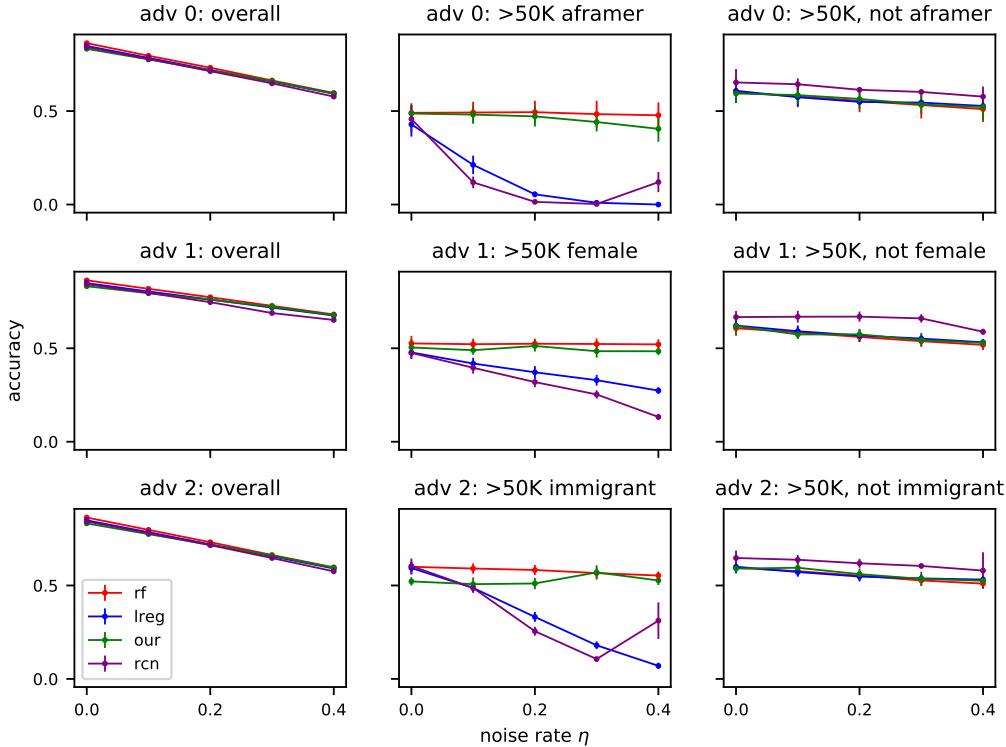 adv 0: overall
adv 0: >50K aframer
adv 0: >50K, not aframer
0.5
0.0
adv 1: overall
adv 1: >50K female
adv 1: >50K, not female
accuracy
0.5
0.0
adv 2: overall
adv 2: >50K immigrant
adv 2: >50K, not immigrant
0.5
0.0
rf
lreg
our
rcn
0.0 0.2 0.4
0.0 0.2 0.4
0.0 0.2 0.4
noise rate η